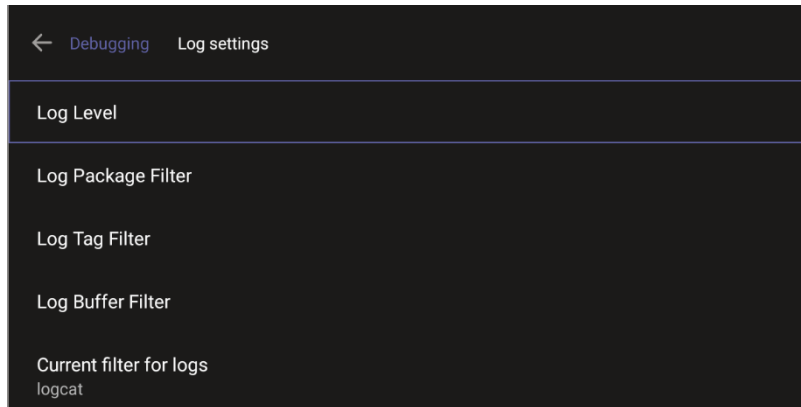 Debugging Log settings
Log Level
Log Package Filter
Log Tag Filter
Log Buffer Filter
Current filter for logs
logcat